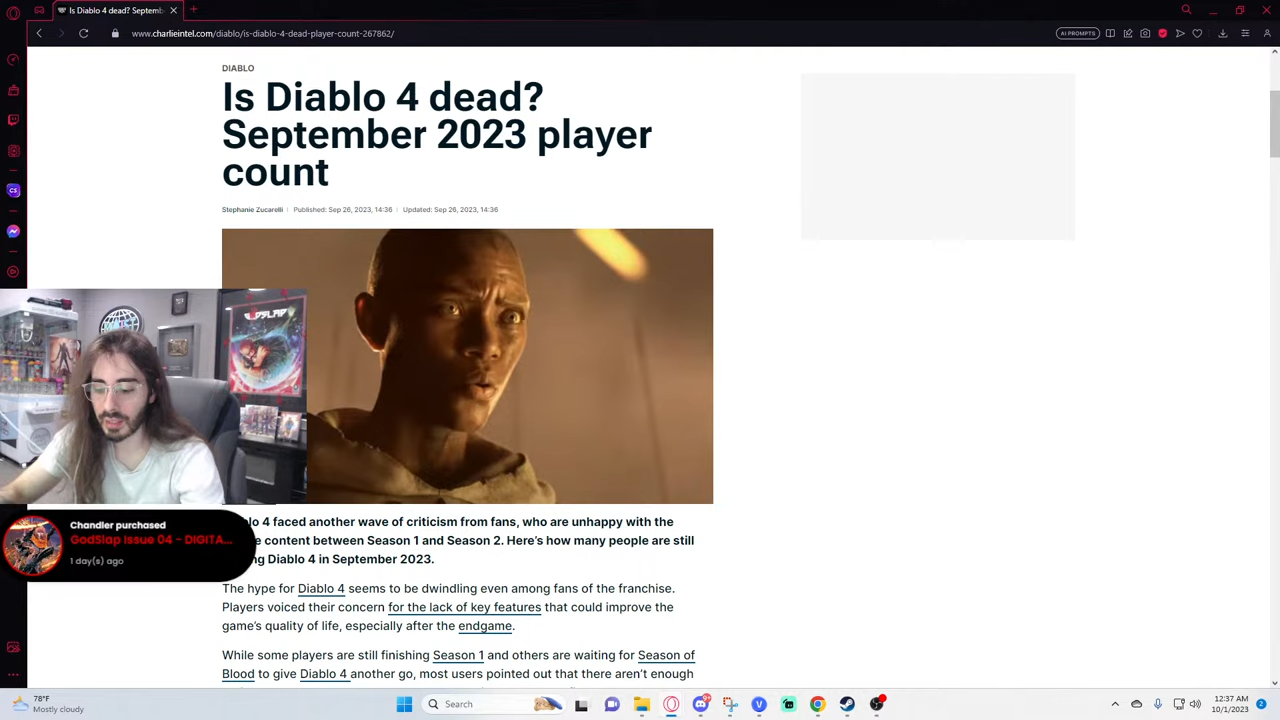 Is Diablo 4 dead? Septemb
www.charlieintel.com/diablo/is-diablo-4-dead-player-count-267862/
AI PROMPTS
DIABLO
Is Diablo 4 dead?
September 2023 player
count
Stephanie Zucarelli
Published: Sep 26, 2023, 14:36
Updated: Sep 26, 2023, 14:36
GODSLAP
Chandler purchased
GodSlap Issue 04 - DIGITA...
1 day(s) ago
lo 4 faced another wave of criticism from fans, who are unhappy with the
e content between Season 1 and Season 2. Here's how many people are still
ng Diablo 4 in September 2023.
The hype for Diablo 4 seems to be dwindling even among fans of the franchise.
Players voiced their concern for the lack of key features that could improve the
game's quality of life, especially after the endgame.
While some players are still finishing Season 1 and others are waiting for Season of
Blood to give Diablo 4 another go, most users pointed out that there aren't enough
78°F
Mostly cloudy
Search
12:37 AM
10/1/2023